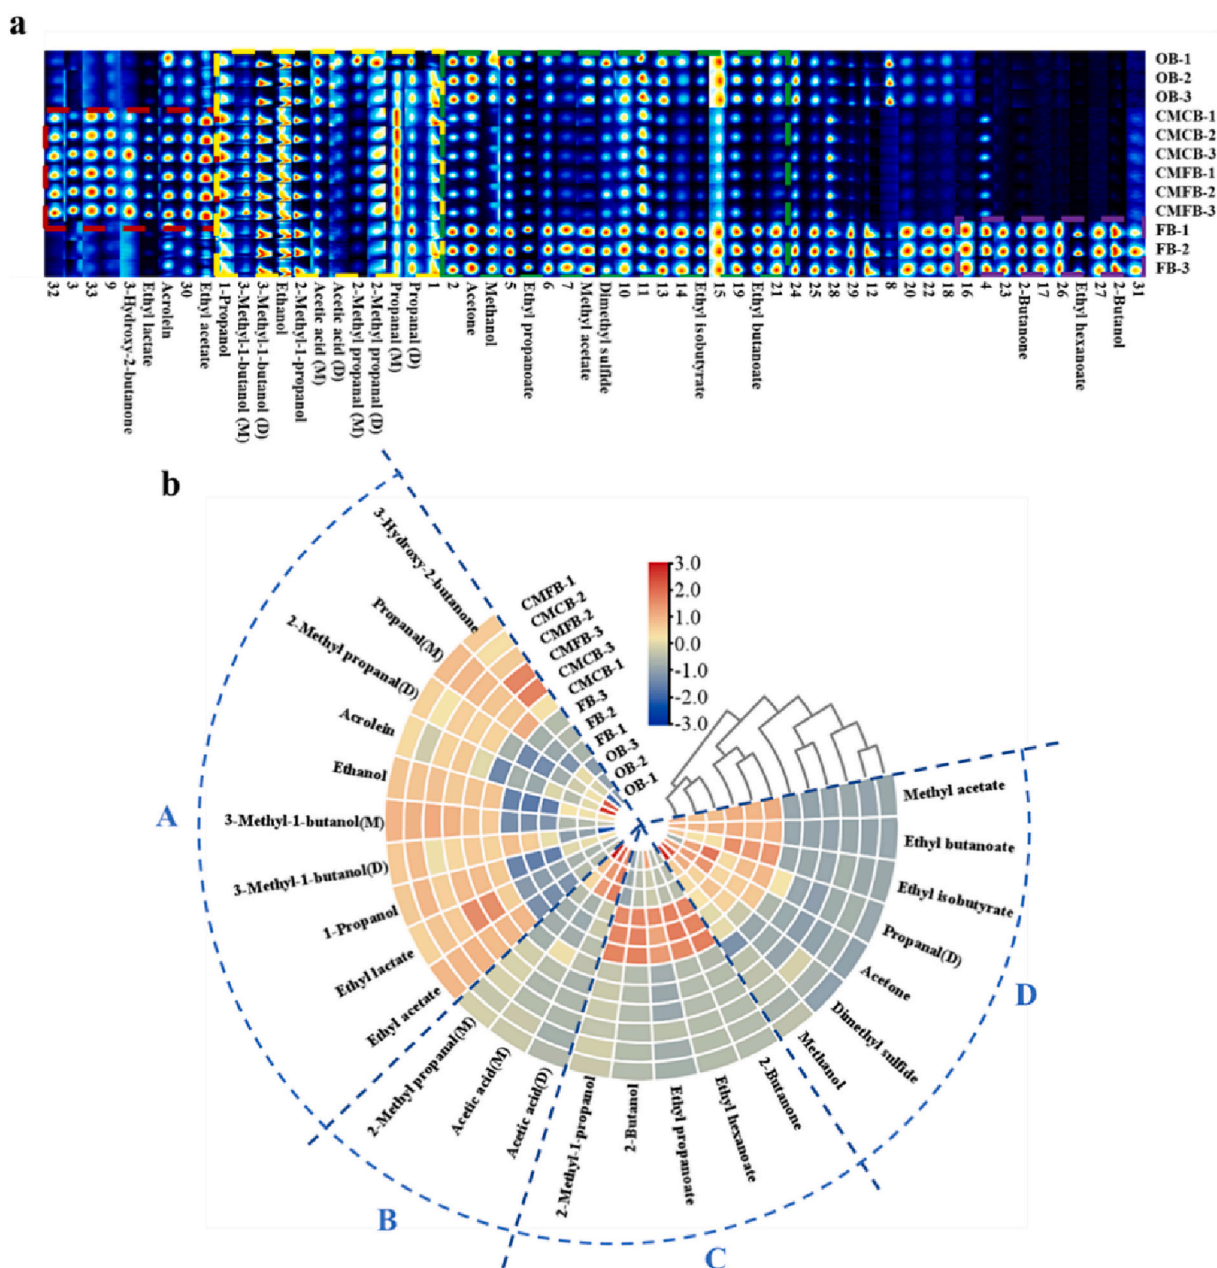 a
OB-1
OB-2
OB-3
CMCB-1
CMCB-2
CMCB-3
CMFB-1
CMFB-2
CMFB-3
FB-1
FB-2
FB-3
32
3
33
9
3-Hydroxy-2-butanone
Ethyl lactate
Acrolein
30
Ethyl acetate
1-Propanol
3-Methyl-1-butanol (M)
3-Methyl-1-butanol (D)
Ethanol
2-Methyl-1-propanol
Acetic acid (M)
Acetic acid (D)
2-Methyl propanal (M)
2-Methyl propanal (D)
Propanal (M)
Propanal (D)
1
2
Acetone
Methanol
5
Ethyl propanoate
6
7
Methyl acetate
Dimethyl sulfide
10
11
13
14
Ethyl isobutyrate
15
19
Ethyl butanoate
21
24
25
28
29
12
8
20
22
18
16
4
23
2-Butanone
17
26
Ethyl hexanoate
27
2-Butanol
31
b
3-Hydroxy-2-butanone
Propanal(M)
2-Methyl propanal(D)
Acrolein
Ethanol
3-Methyl-1-butanol(M)
3-Methyl-1-butanol(D)
1-Propanol
Ethyl lactate
Ethyl acetate
2-Methyl propanal(M)
Acetic acid(M)
Acetic acid(D)
2-Methyl-1-propanol
2-Butanol
Ethyl propanoate
Ethyl hexanoate
2-Butanone
Methanol
Dimethyl sulfide
Acetone
Propanal(D)
Ethyl isobutyrate
Ethyl butanoate
Methyl acetate
CMFB-1
CMCB-2
CMFB-2
CMFB-3
CMCB-3
CMCB-1
FB-3
FB-2
FB-1
OB-3
OB-2
OB-1
3.0
2.0
1.0
0.0
-1.0
-2.0
-3.0
A
B
C
D